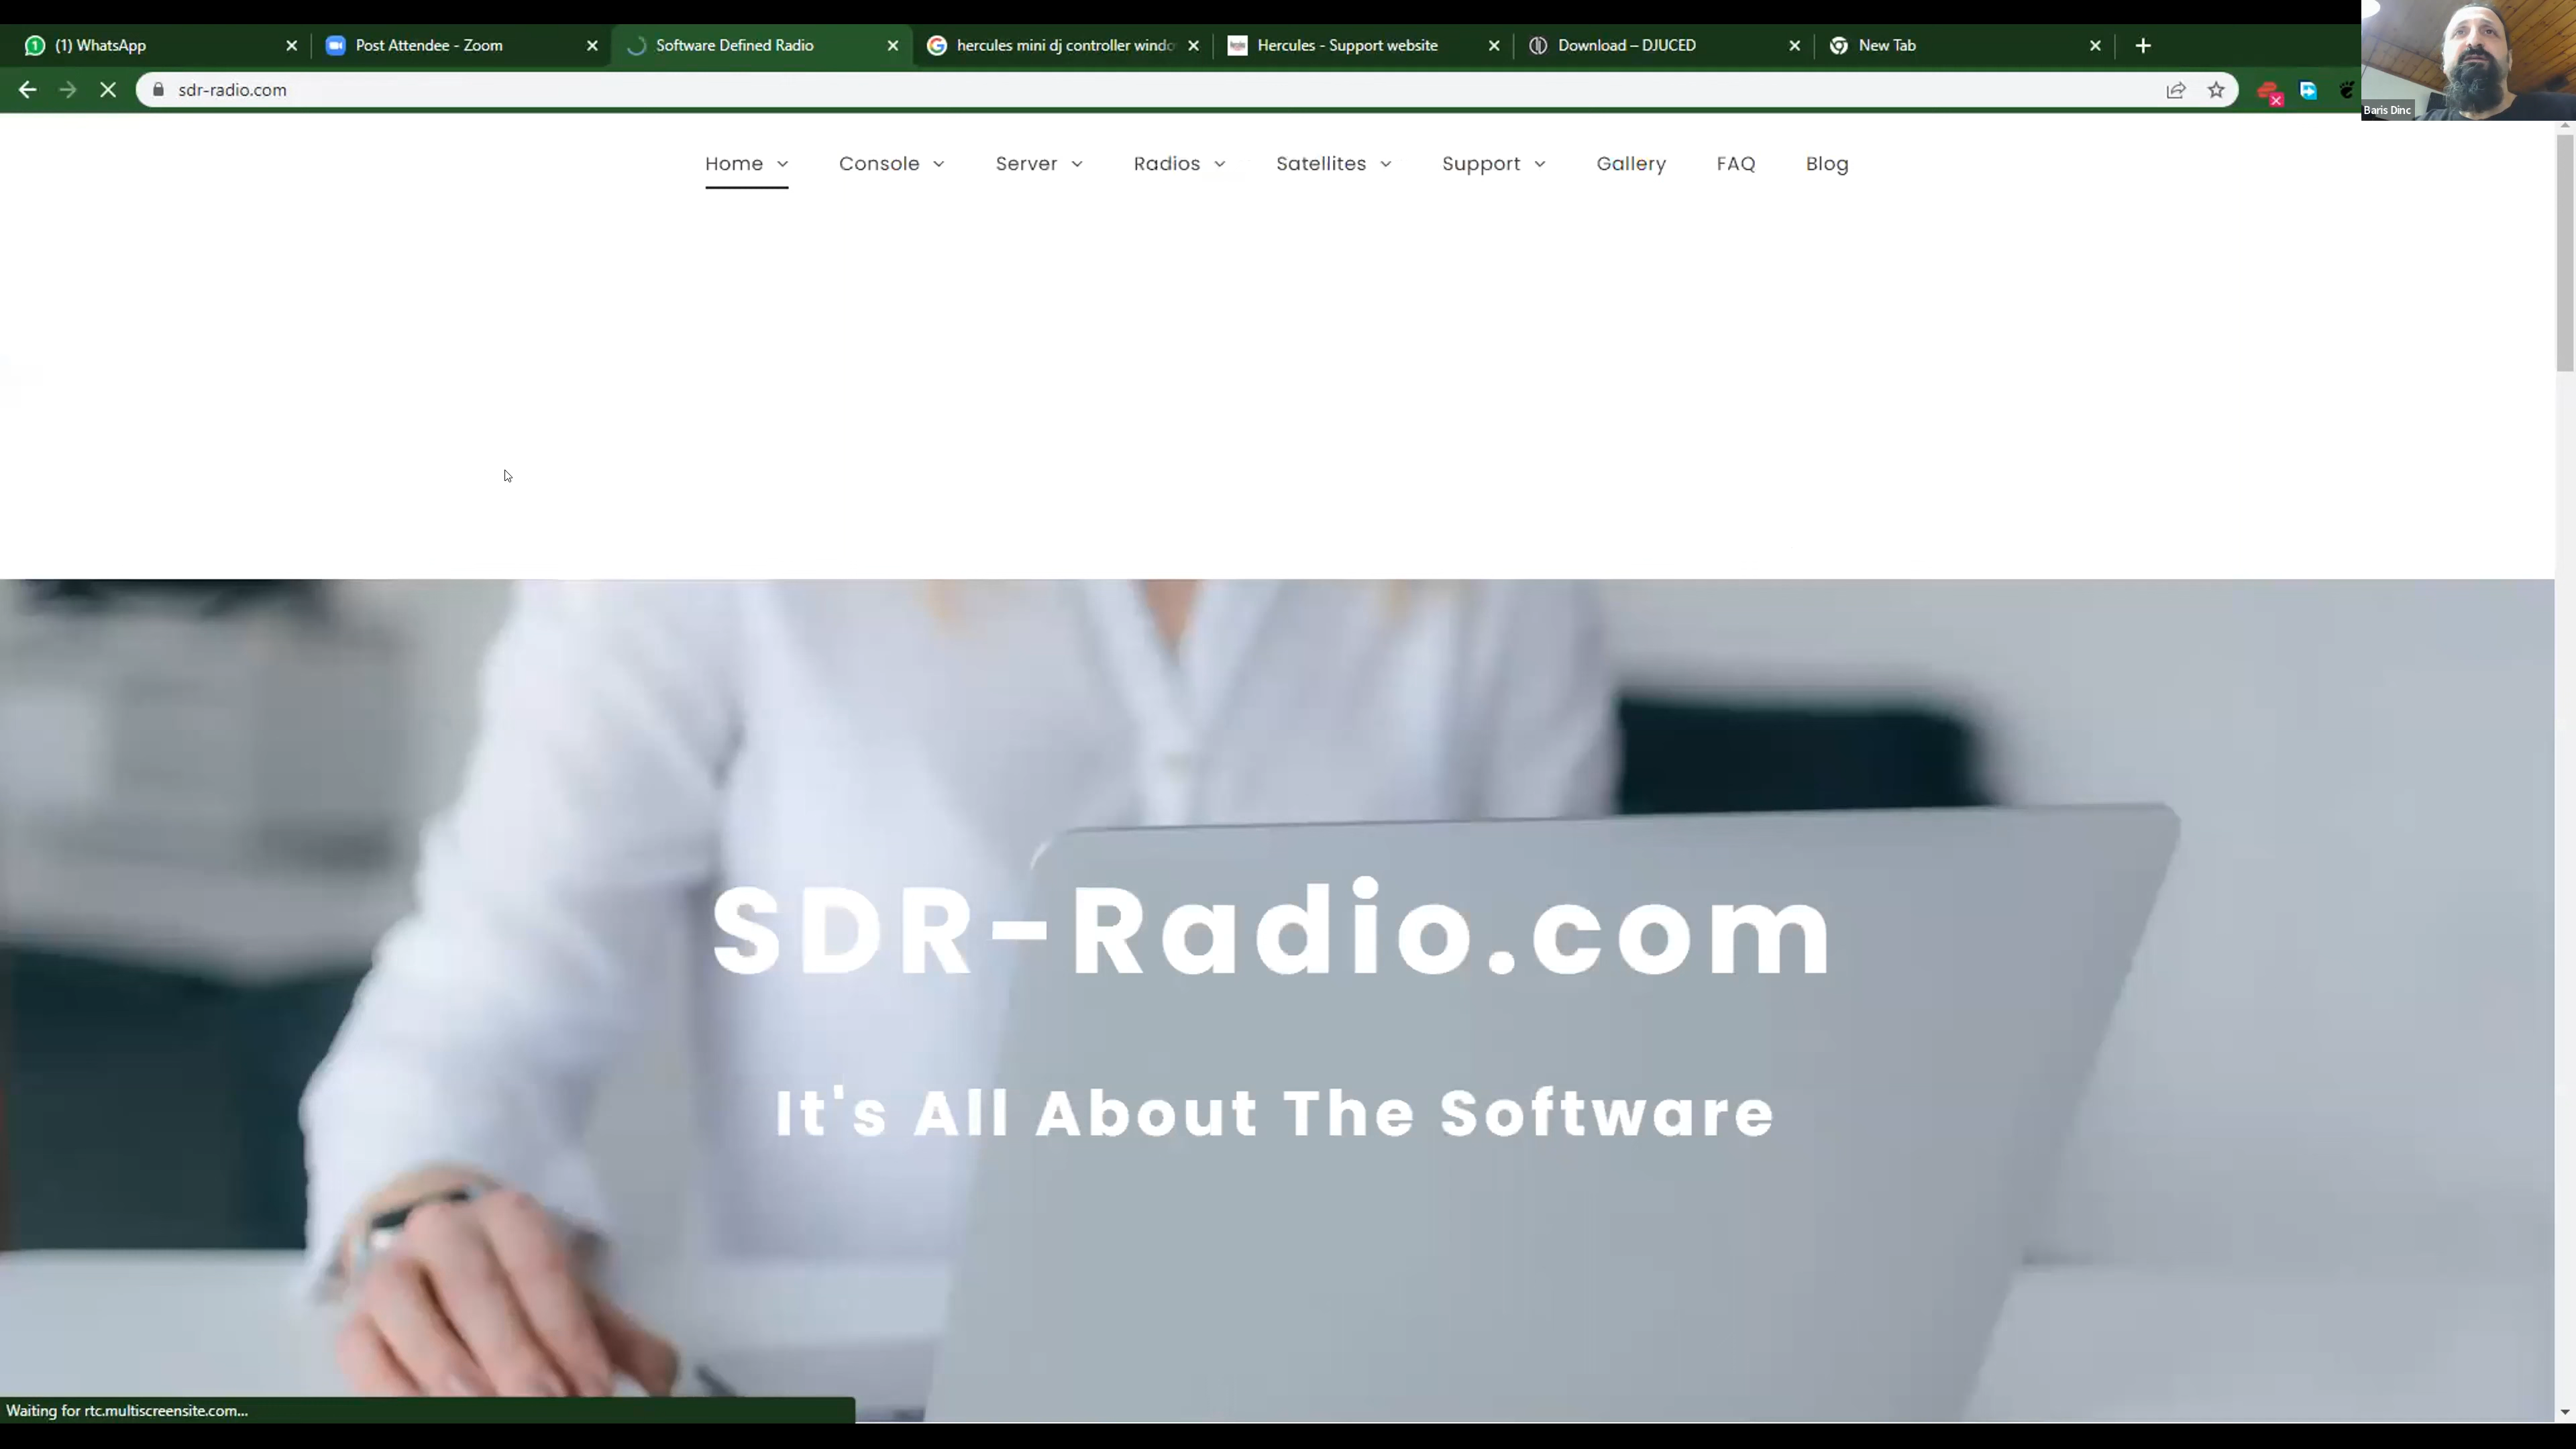 (1) WhatsApp
Post Attendee - Zoom
Software Defined Radio
hercules mini dj controller windo
Hercules - Support website
Download – DJUCED
New Tab
sdr-radio.com
Baris Dinc
Home
Console
Server
Radios
Satellites
Support
Gallery
FAQ
Blog
SDR-Radio.com
It's All About The Software
Waiting for rtc.multiscreensite.com...